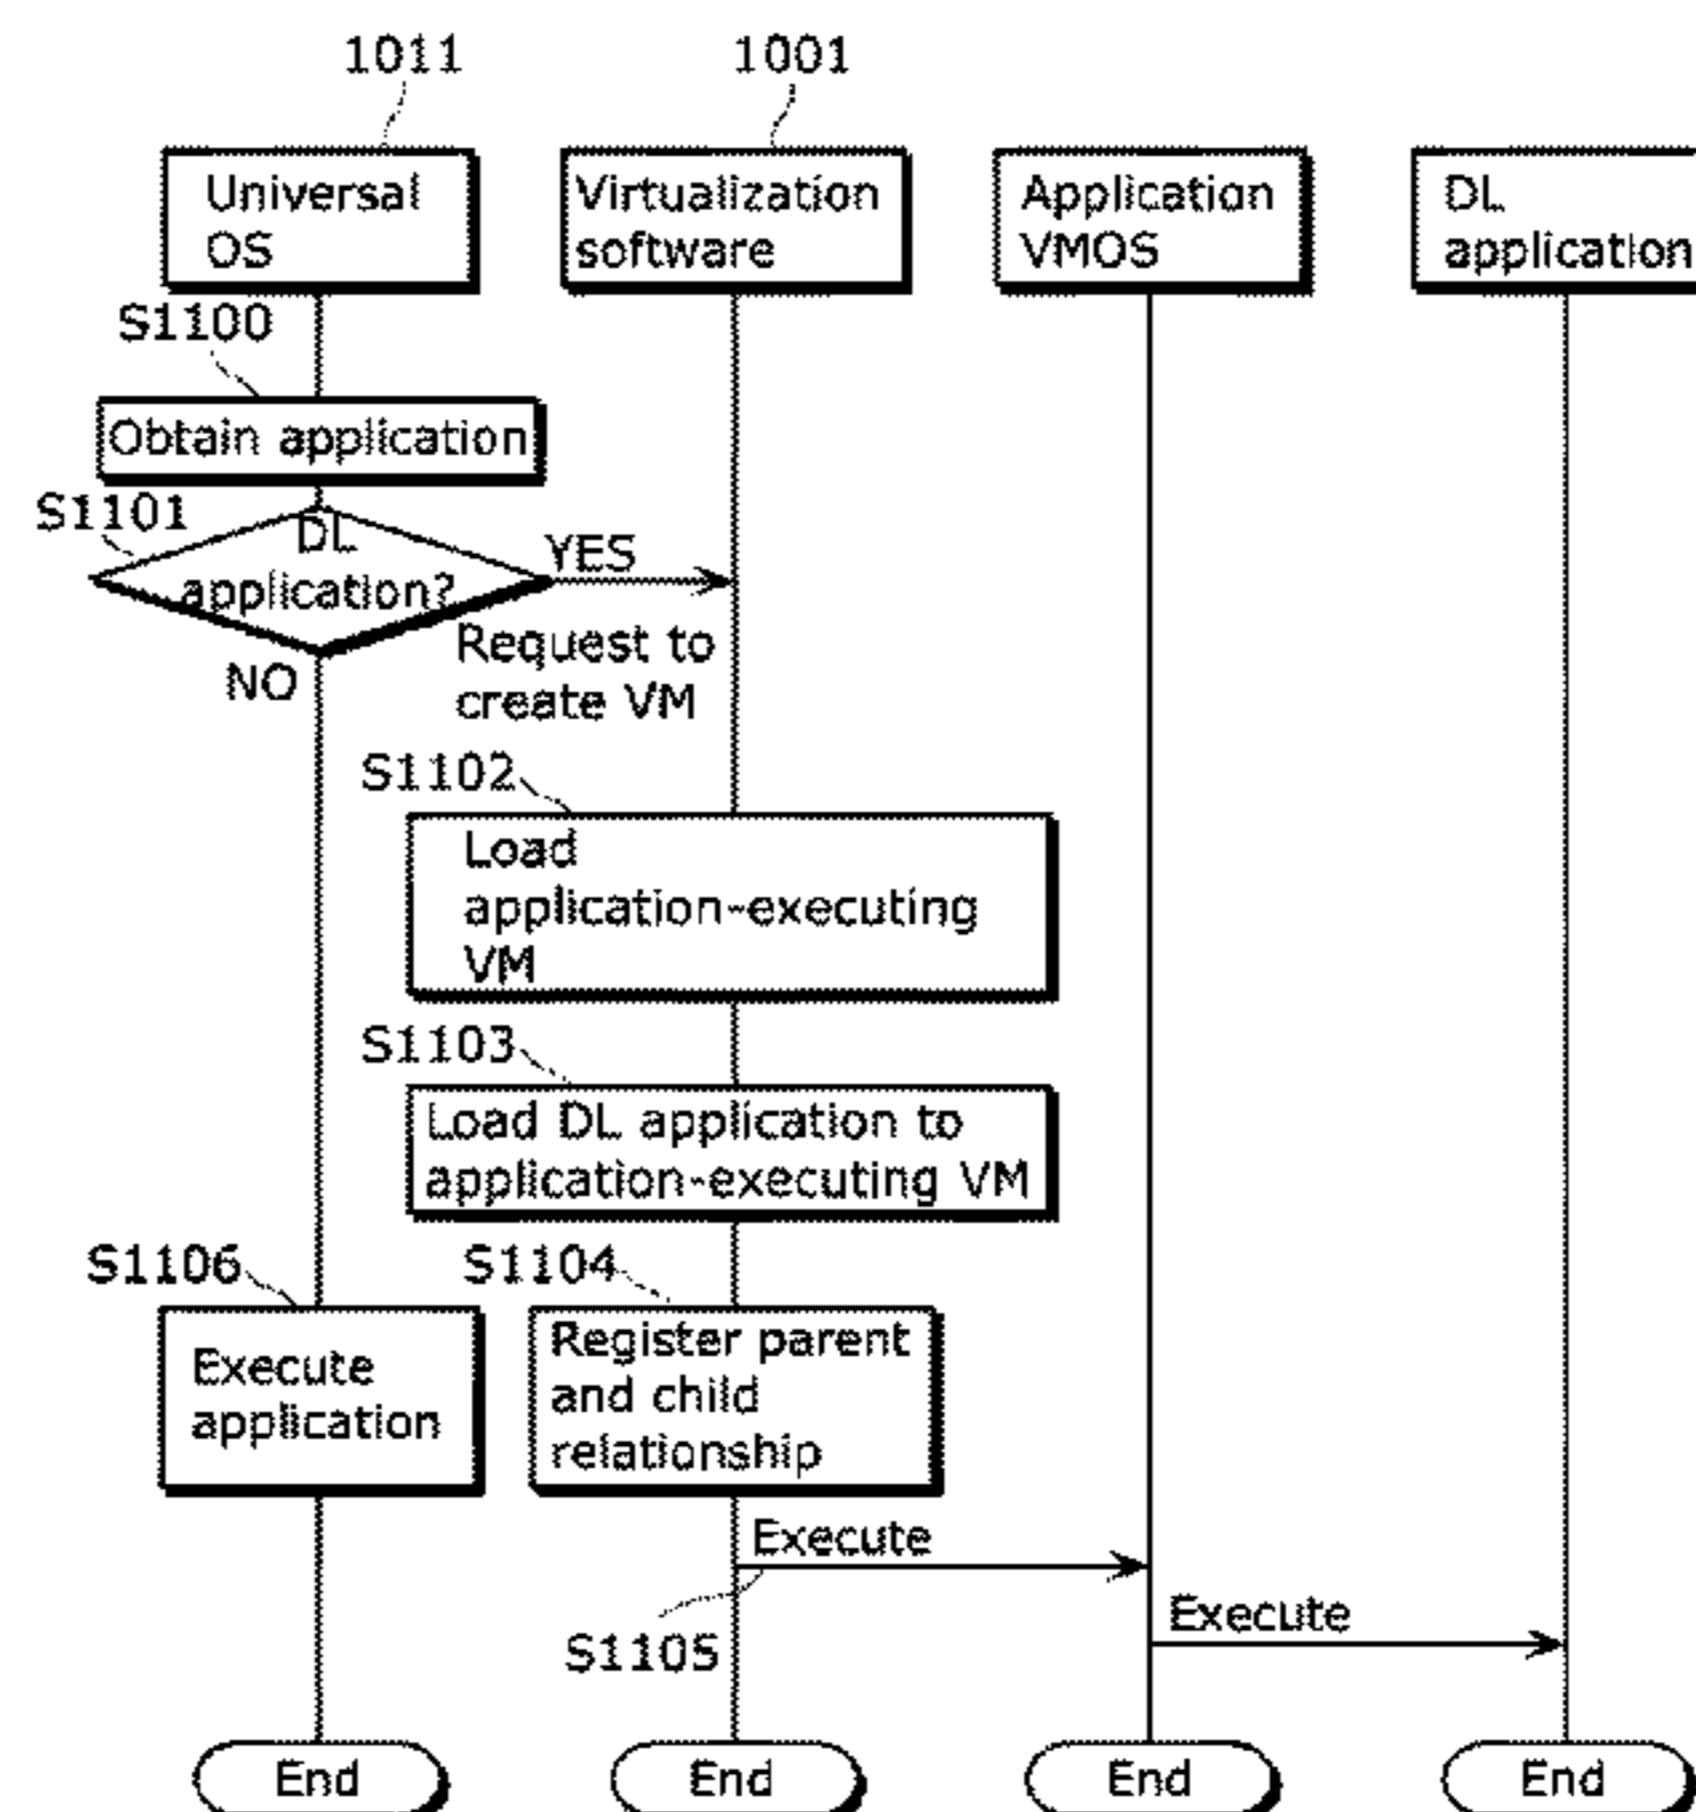 1011
1001
Universal
OS
Virtualization
software
Application
VMOS
DL
application
S1100
Obtain application
S1101
DL
application?
YES
Request to
create VM
NO
S1102
Load
application-executing
VM
S1103
Load DL application to
application-executing VM
S1106
S1104
Execute
application
Register parent
and child
relationship
Execute
S1105
Execute
End
End
End
End